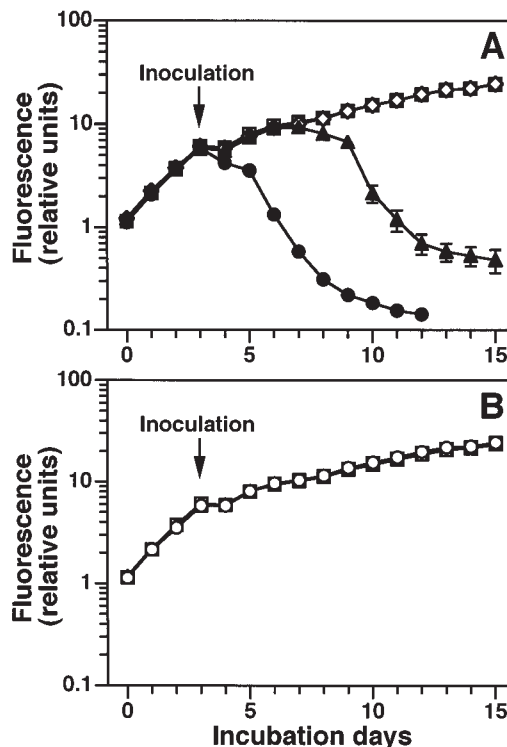 100
A
Inoculation
10
Fluorescence
(relative units)
1
0.1
0 5 10 15
100
B
Inoculation
10
Fluorescence
(relative units)
1
0.1
0 5 10 15
Incubation days